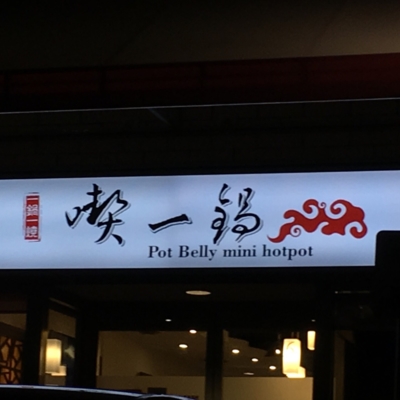 喫一鍋
Pot Belly mini hotpot